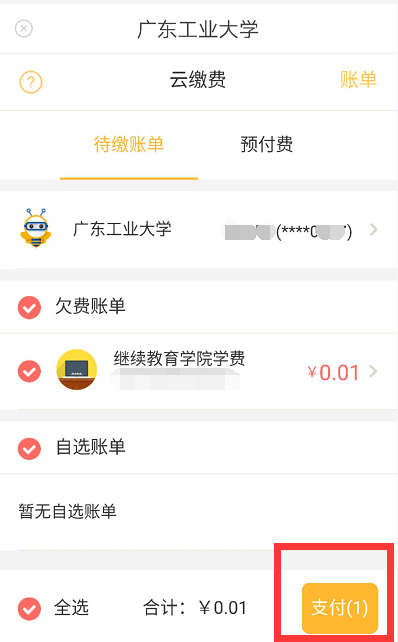 广东工业大学
? 云缴费 账单
待缴账单 预付费
广东工业大学 (****0 )
欠费账单
继续教育学院学费
¥0.01
自选账单
暂无自选账单
全选 合计：¥0.01 支付(1)